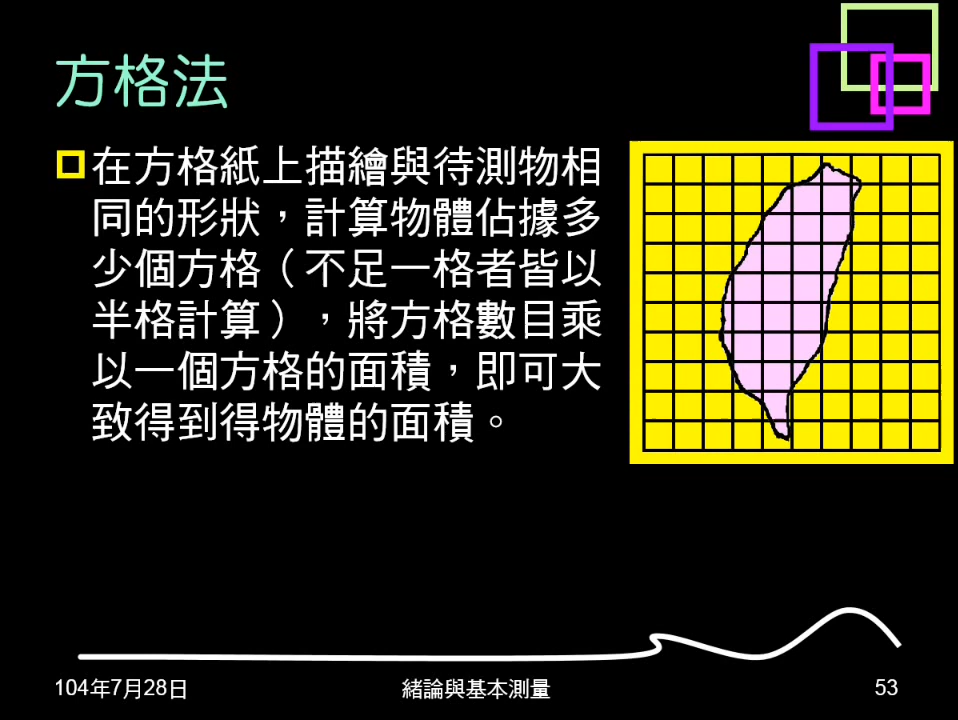 方格法
在方格紙上描繪與待測物相
同的形狀，計算物體佔據多
少個方格（不足一格者皆以
半格計算），將方格數目乘
以一個方格的面積，即可大
致得到得物體的面積。
104年7月28日
緒論與基本測量
53